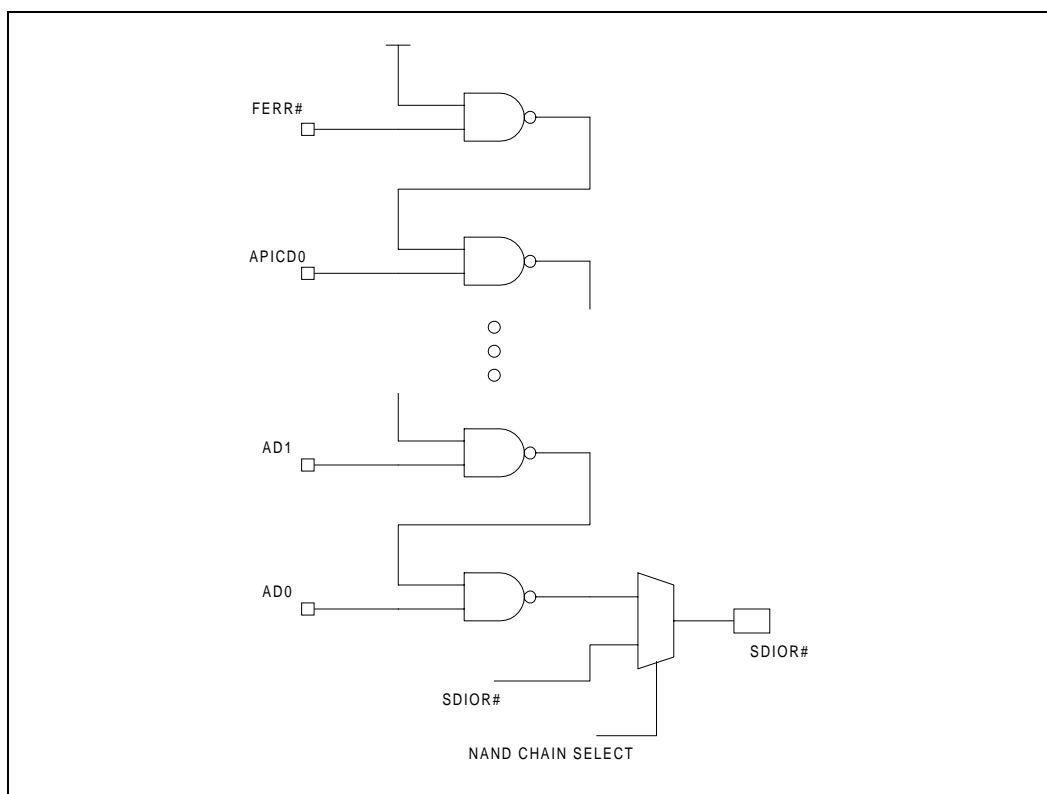 FERR#
APICD0
AD1
AD0
SDIOR#
SDIOR#
NAND CHAIN SELECT